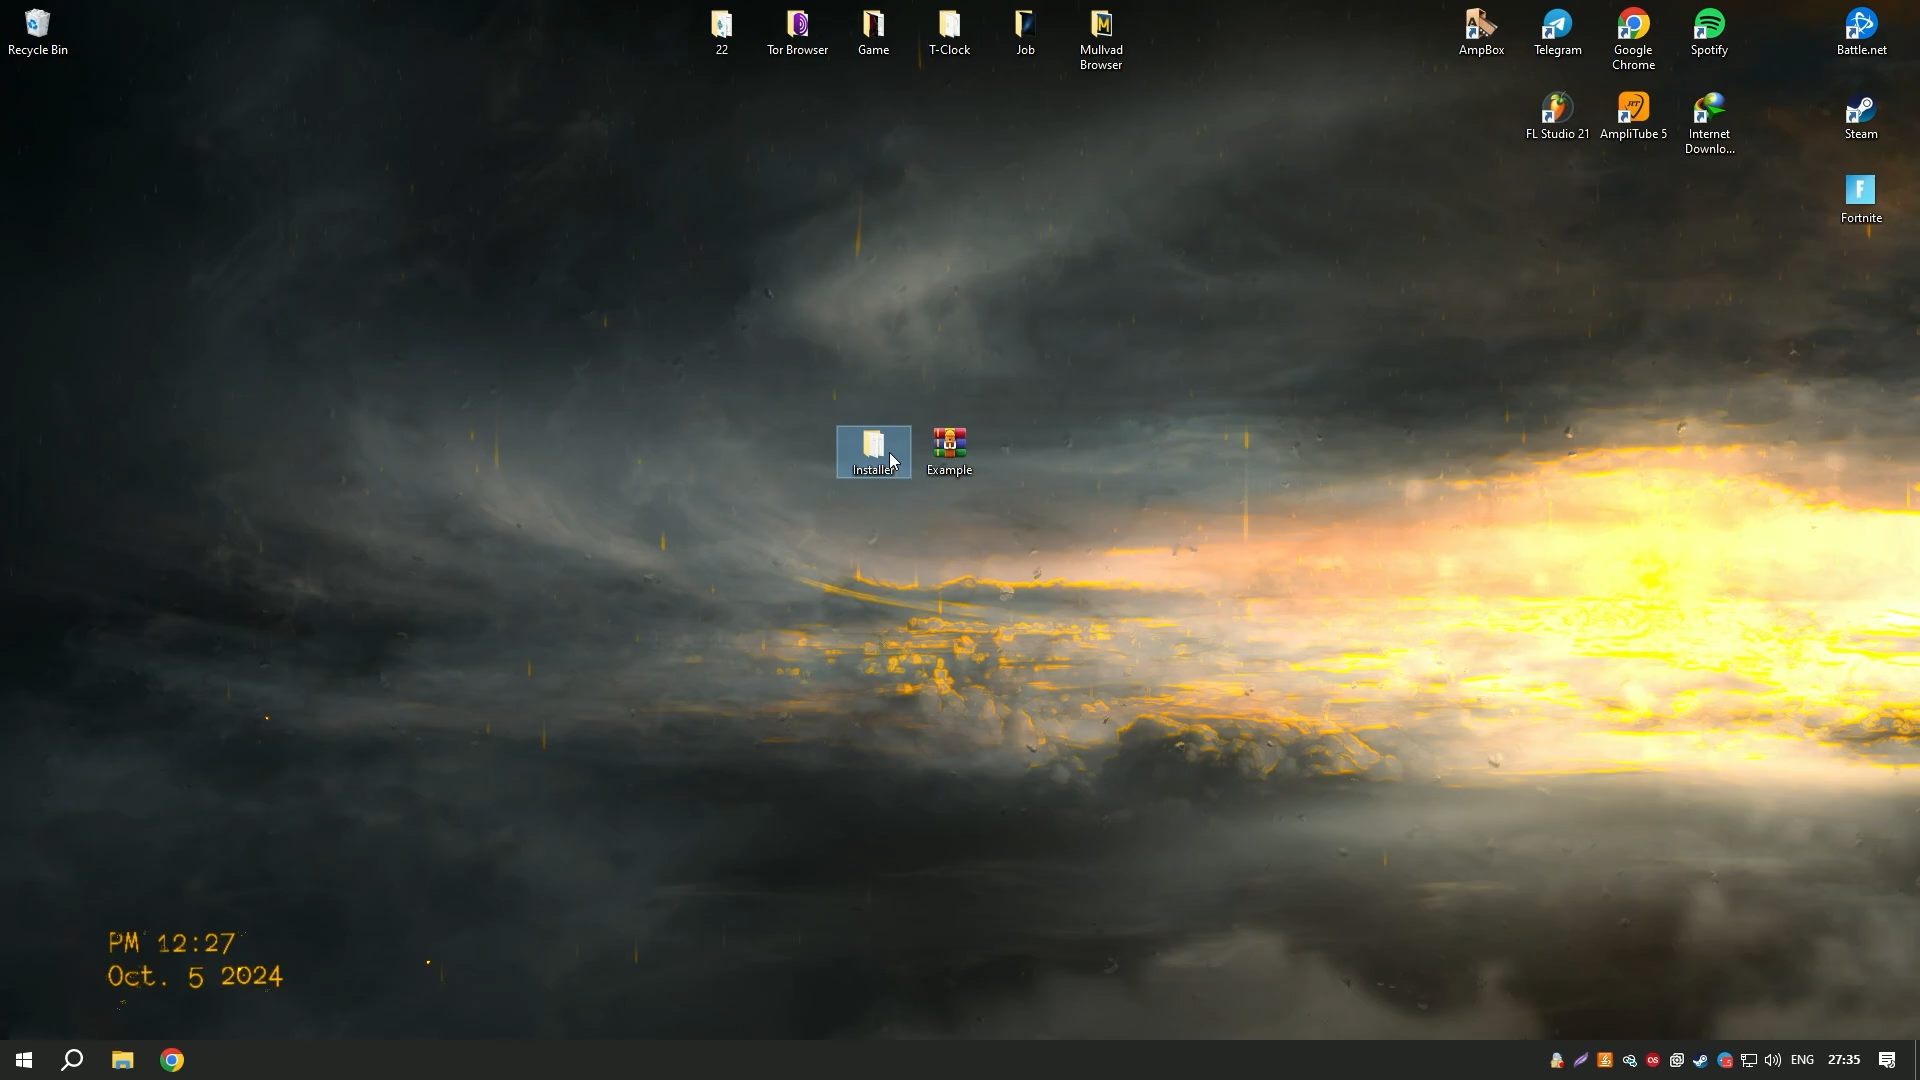 Recycle Bin
22
Tor Browser
Game
T-Clock
Job
Mullvad
Browser
AmpBox
Telegram
Google
Chrome
Spotify
Battle.net
FL Studio 21
AmpliTube 5
Internet
Downlo...
Steam
Fortnite
Installer
Example
PM 12:27
Oct. 5 2024
ENG
27:35